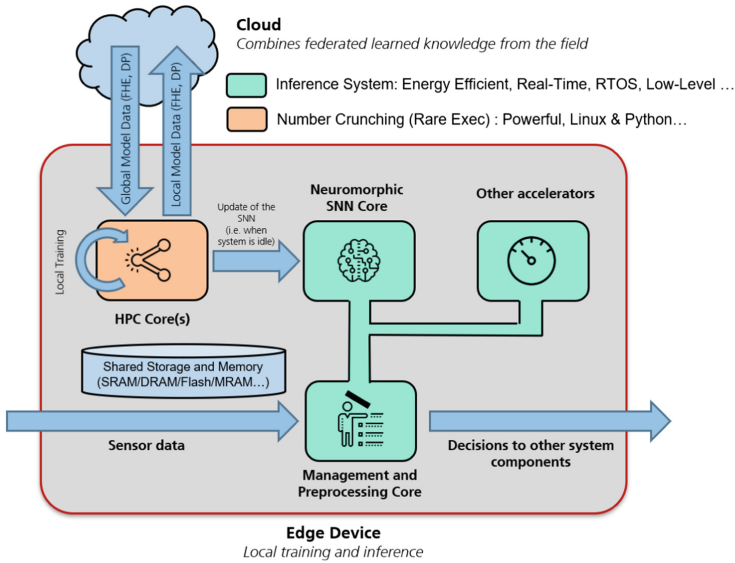 Cloud
Combines federated learned knowledge from the field
Inference System: Energy Efficient, Real-Time, RTOS, Low-Level ...
Number Crunching (Rare Exec) : Powerful, Linux & Python...
Global Model Data (FHE, DP)
Local Model Data (FHE, DP)
Neuromorphic
SNN Core
Other accelerators
Update of the
SNN
(i.e. when
system is idle)
Local Training
HPC Core(s)
Shared Storage and Memory
(SRAM/DRAM/Flash/MRAM...)
Sensor data
Decisions to other system
components
Management and
Preprocessing Core
Edge Device
Local training and inference